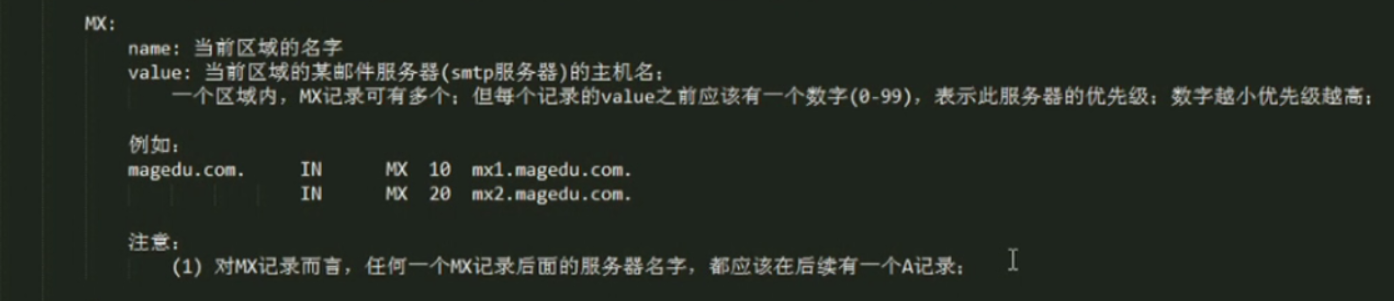 MX:
name: 当前区域的名字
value: 当前区域的某邮件服务器(smtp服务器)的主机名;
一个区域内，MX记录可有多个；但每个记录的value之前应该有一个数字(0-99)，表示此服务器的优先级；数字越小优先级越高；
例如：
magedu.com. IN MX 10 mx1.magedu.com.
IN MX 20 mx2.magedu.com.
注意：
(1) 对MX记录而言，任何一个MX记录后面的服务器名字，都应该在后续有一个A记录；